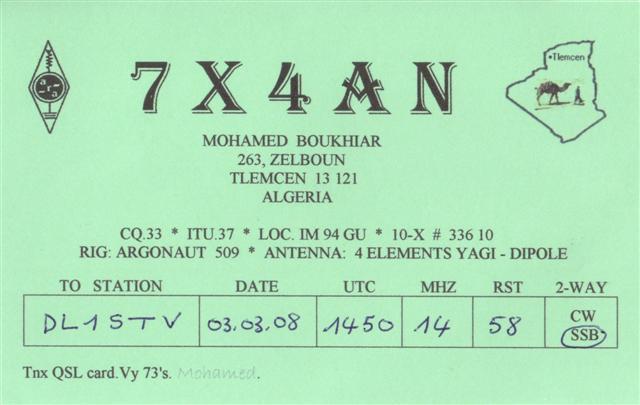 7X4AN
•Tlemcen
MOHAMED BOUKHIAR
263, ZELBOUN
TLEMCEN 13 121
ALGERIA
CQ.33 * ITU.37 * LOC. IM 94 GU * 10-X # 336 10
RIG: ARGONAUT 509 * ANTENNA: 4 ELEMENTS YAGI - DIPOLE
TO STATION DATE UTC MHZ RST 2-WAY
DL1STV 03.03.08 1450 14 58 CW
SSB
Tnx QSL card.Vy 73's. Mohamed.